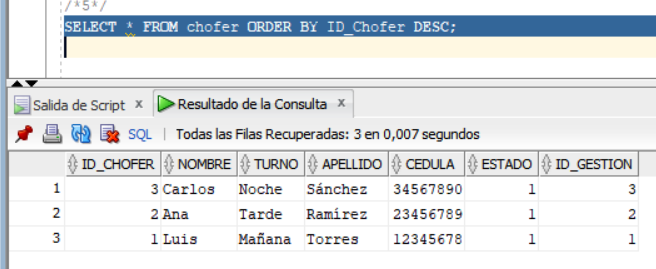 /*5*/
SELECT * FROM chofer ORDER BY ID_Chofer DESC;
Salida de Script x Resultado de la Consulta x
SQL | Todas las Filas Recuperadas: 3 en 0,007 segundos
ID_CHOFER NOMBRE TURNO APELLIDO CEDULA ESTADO ID_GESTION
1 3 Carlos Noche Sánchez 34567890 1 3
2 2 Ana Tarde Ramírez 23456789 1 2
3 1 Luis Mañana Torres 12345678 1 1